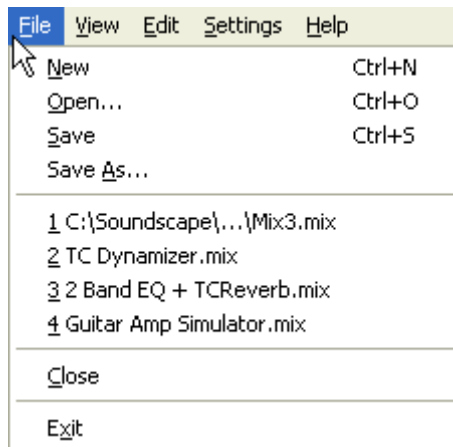 File View Edit Settings Help
New Ctrl+N
Open... Ctrl+O
Save Ctrl+S
Save As...
1 C:\Soundscape\...\Mix3.mix
2 TC Dynamizer.mix
3 2 Band EQ + TCReverb.mix
4 Guitar Amp Simulator.mix
Close
Exit